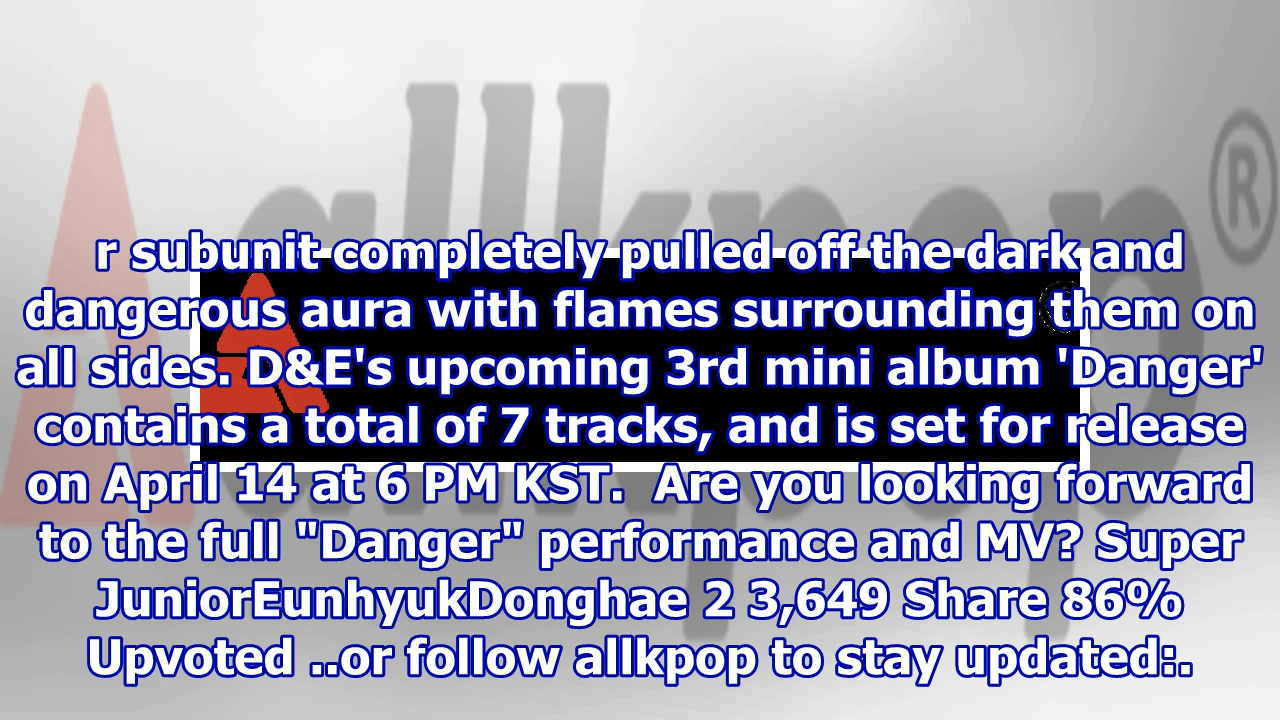 allkpop®
r subunit completely pulled off the dark and
dangerous aura with flames surrounding them on
all sides. D&E's upcoming 3rd mini album 'Danger'
contains a total of 7 tracks, and is set for release
on April 14 at 6 PM KST.  Are you looking forward
to the full "Danger" performance and MV? Super
JuniorEunhyukDonghae 2 3,649 Share 86%
Upvoted ..or follow allkpop to stay updated:.